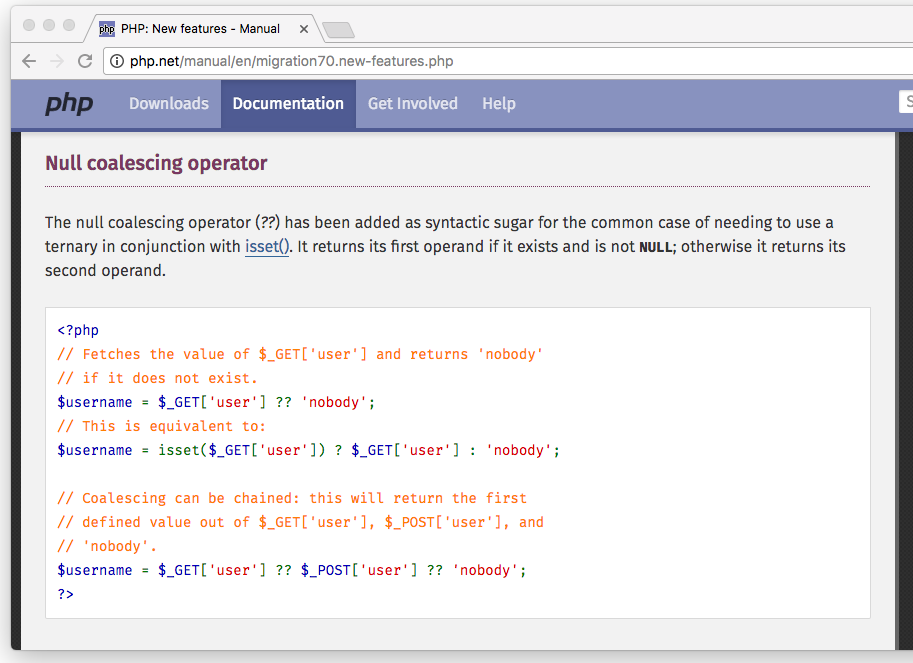 php PHP: New features - Manual
php.net/manual/en/migration70.new-features.php
php Downloads Documentation Get Involved Help S
Null coalescing operator
The null coalescing operator (??) has been added as syntactic sugar for the common case of needing to use a
ternary in conjunction with isset(). It returns its first operand if it exists and is not NULL; otherwise it returns its
second operand.
<?php
// Fetches the value of $_GET['user'] and returns 'nobody'
// if it does not exist.
$username = $_GET['user'] ?? 'nobody';
// This is equivalent to:
$username = isset($_GET['user']) ? $_GET['user'] : 'nobody';
// Coalescing can be chained: this will return the first
// defined value out of $_GET['user'], $_POST['user'], and
// 'nobody'.
$username = $_GET['user'] ?? $_POST['user'] ?? 'nobody';
?>